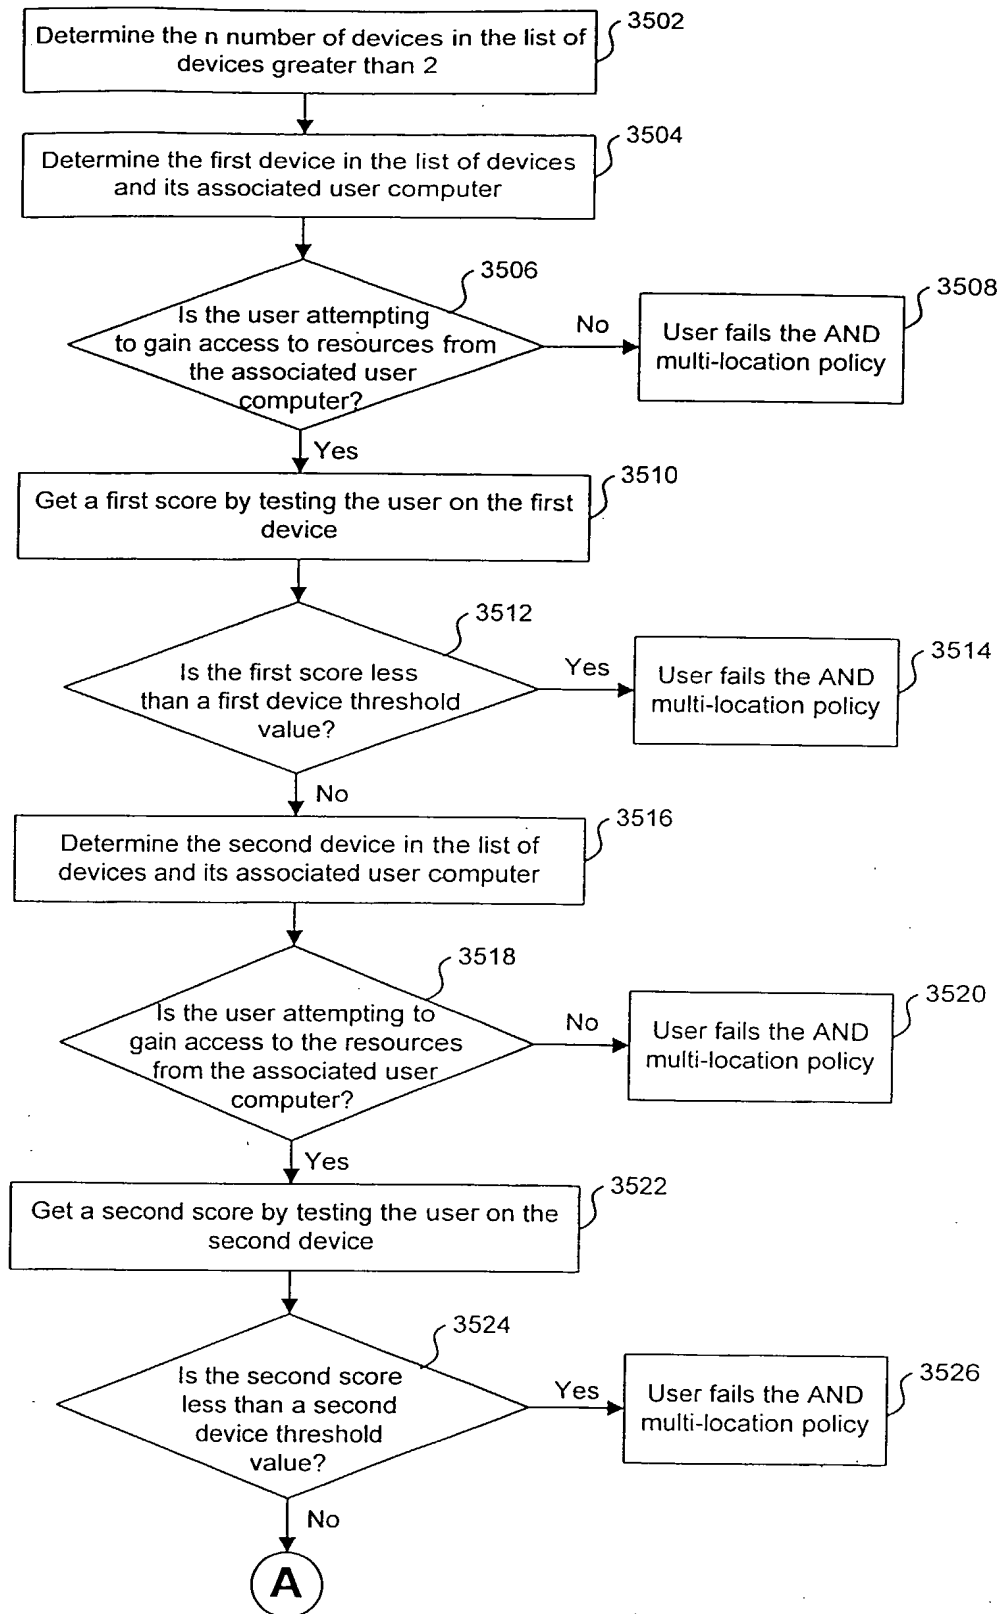 Determine the n number of devices in the list of
devices greater than 2
3502
Determine the first device in the list of devices
and its associated user computer
3504
Is the user attempting
to gain access to resources from
the associated user
computer?
3506
No
User fails the AND
multi-location policy
3508
Yes
Get a first score by testing the user on the first
device
3510
Is the first score less
than a first device threshold
value?
3512
Yes
User fails the AND
multi-location policy
3514
No
Determine the second device in the list of
devices and its associated user computer
3516
Is the user attempting to
gain access to the resources
from the associated user
computer?
3518
No
User fails the AND
multi-location policy
3520
Yes
Get a second score by testing the user on the
second device
3522
Is the second score
less than a second
device threshold
value?
3524
Yes
User fails the AND
multi-location policy
3526
No
A